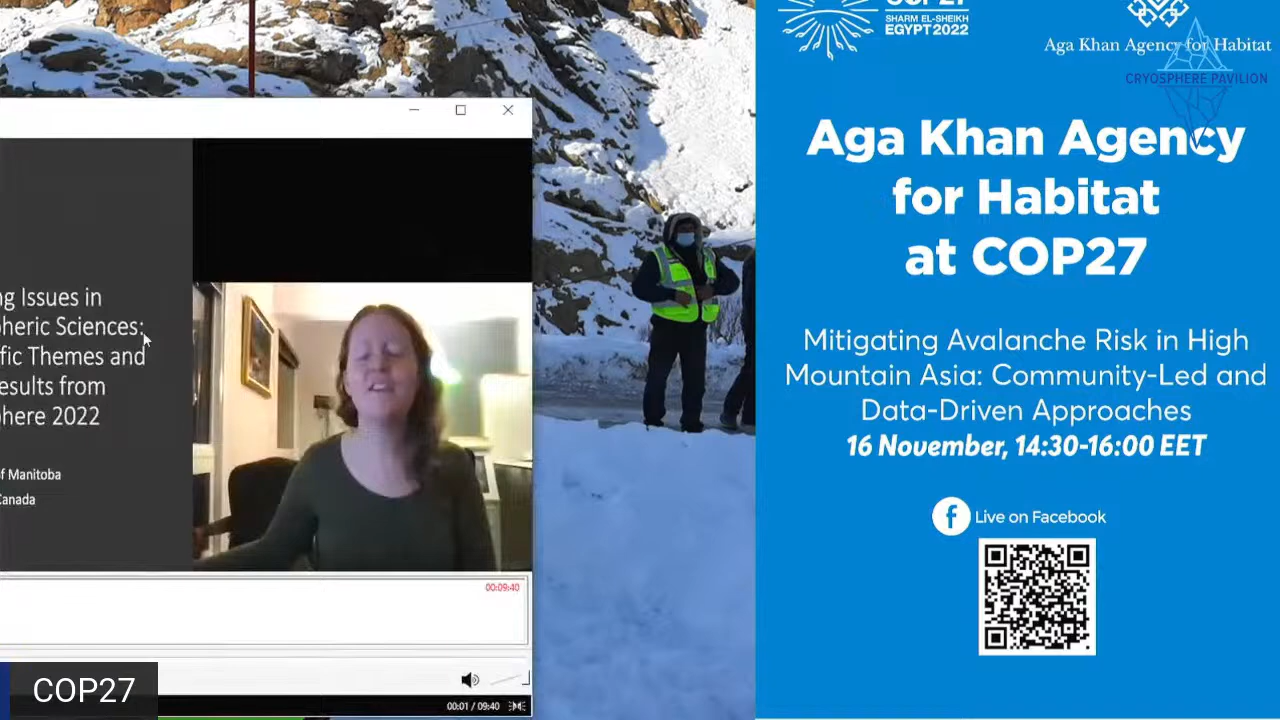 ng Issues in
heric Sciences:
fic Themes and
esults from
here 2022
f Manitoba
Canada
00:09:40
00:01 / 09:40
COP27
COP27
SHARM EL-SHEIKH
EGYPT 2022
Aga Khan Agency for Habitat
CRYOSPHERE PAVILION
Aga Khan Agency
for Habitat
at COP27
Mitigating Avalanche Risk in High
Mountain Asia: Community-Led and
Data-Driven Approaches
16 November, 14:30-16:00 EET
f Live on Facebook